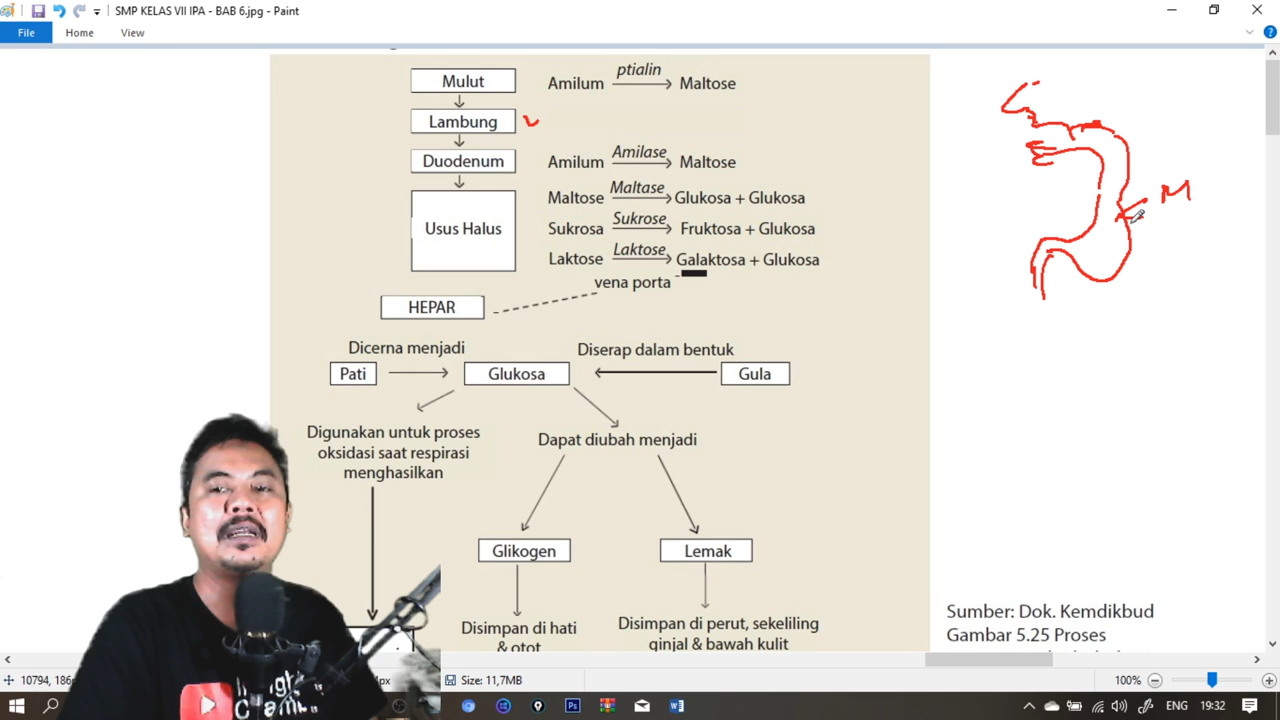 SMP KELAS VII IPA - BAB 6.jpg - Paint
File Home View
Mulut Amilum ptialin Maltose
Lambung
Duodenum Amilum Amilase Maltose
Usus Halus
Maltose Maltase Glukosa + Glukosa
Sukrosa Sukrose Fruktosa + Glukosa
Laktose Laktose Galaktosa + Glukosa
vena porta
HEPAR
Dicerna menjadi
Diserap dalam bentuk
Pati Glukosa Gula
Digunakan untuk proses
oksidasi saat respirasi
menghasilkan
Dapat diubah menjadi
Glikogen Lemak
Disimpan di hati
& otot
Disimpan di perut, sekeliling
ginjal & bawah kulit
M
Sumber: Dok. Kemdikbud
Gambar 5.25 Proses
Size: 11,7MB
100%
ENG 19:32